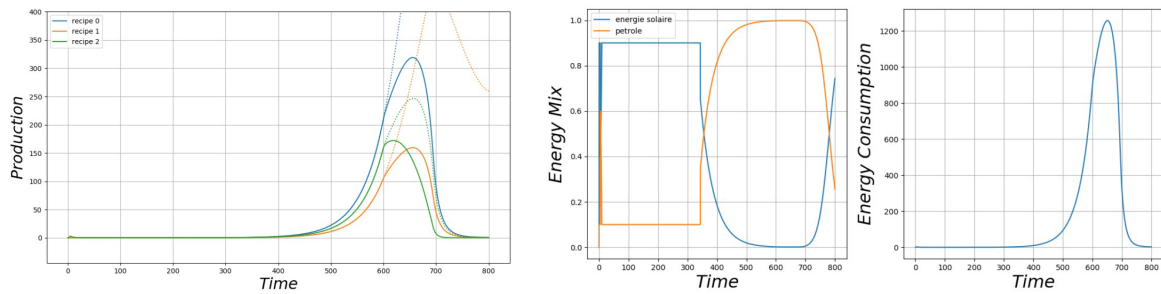 400
350
300
250
200
150
100
50
0
Production
recipe 0
recipe 1
recipe 2
0 100 200 300 400 500 600 700 800
Time
1.0
0.8
0.6
0.4
0.2
0.0
Energy Mix
energie solaire
petrole
0 100 200 300 400 500 600 700 800
Time
1200
1000
800
600
400
200
0
Energy Consumption
0 100 200 300 400 500 600 700 800
Time